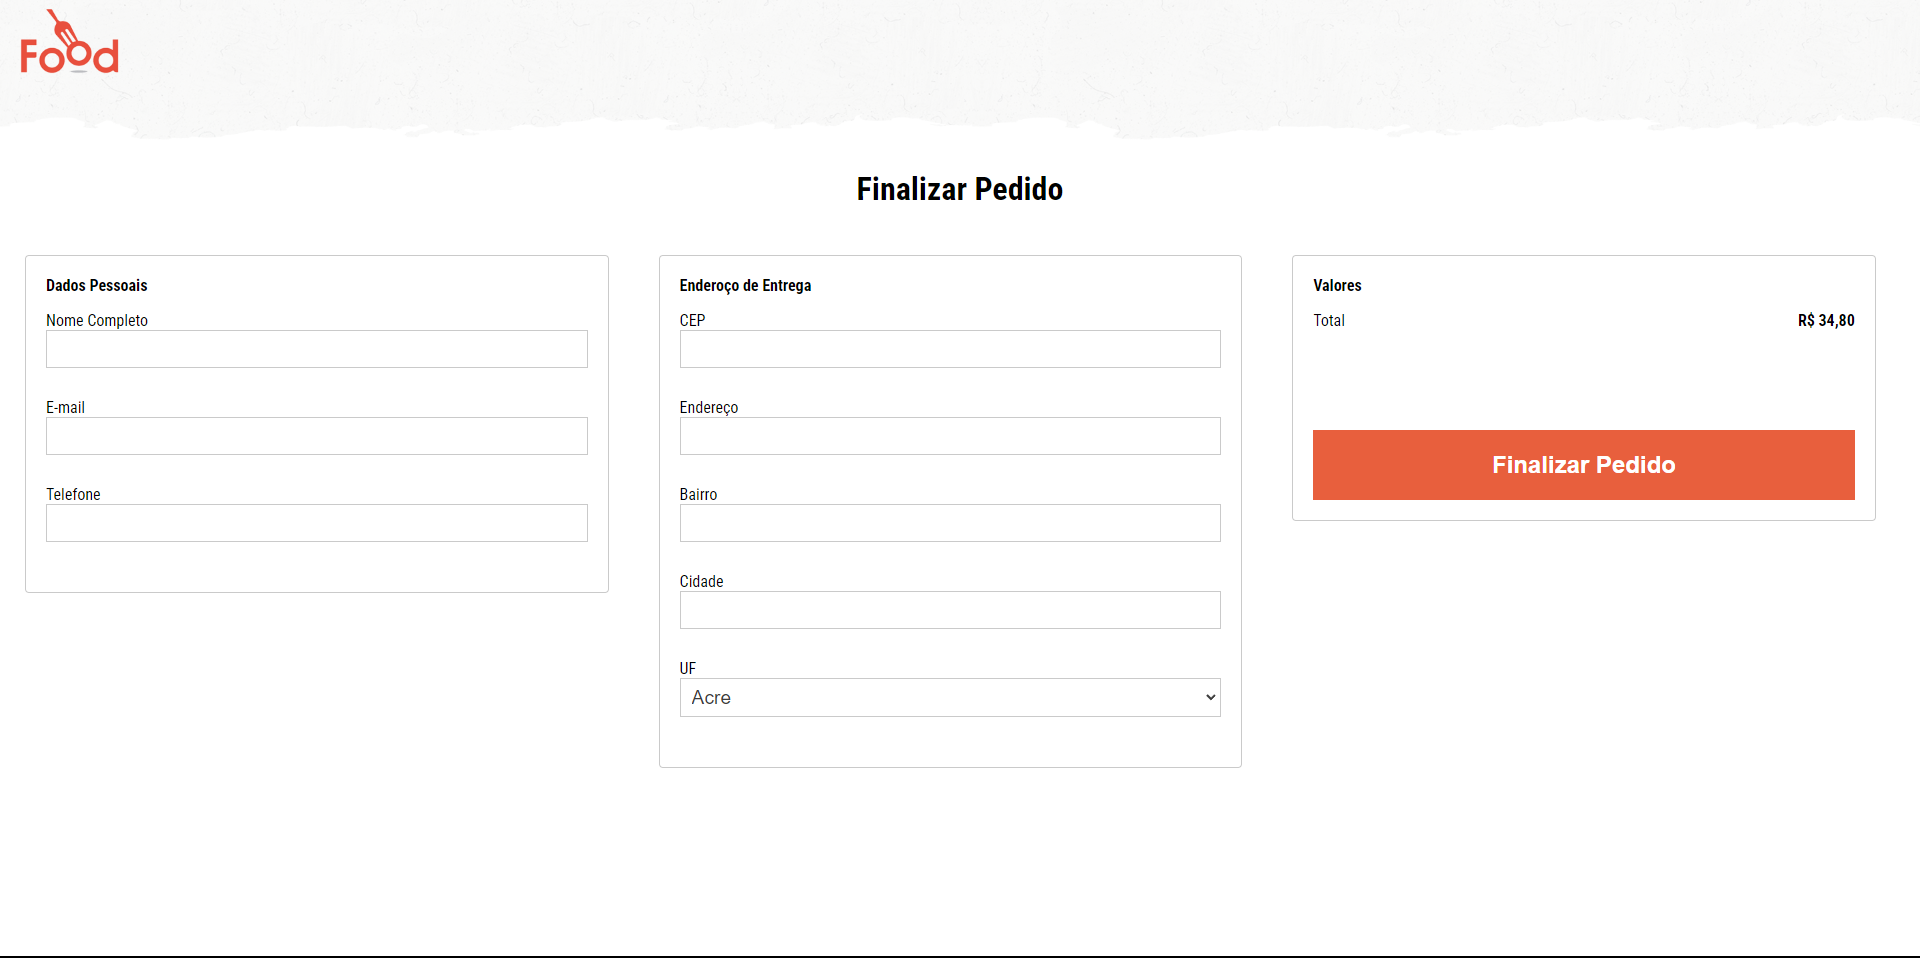 Food
Finalizar Pedido
Dados Pessoais
Nome Completo
E-mail
Telefone
Enderoço de Entrega
CEP
Endereço
Bairro
Cidade
UF
Acre
Valores
Total R$ 34,80
Finalizar Pedido